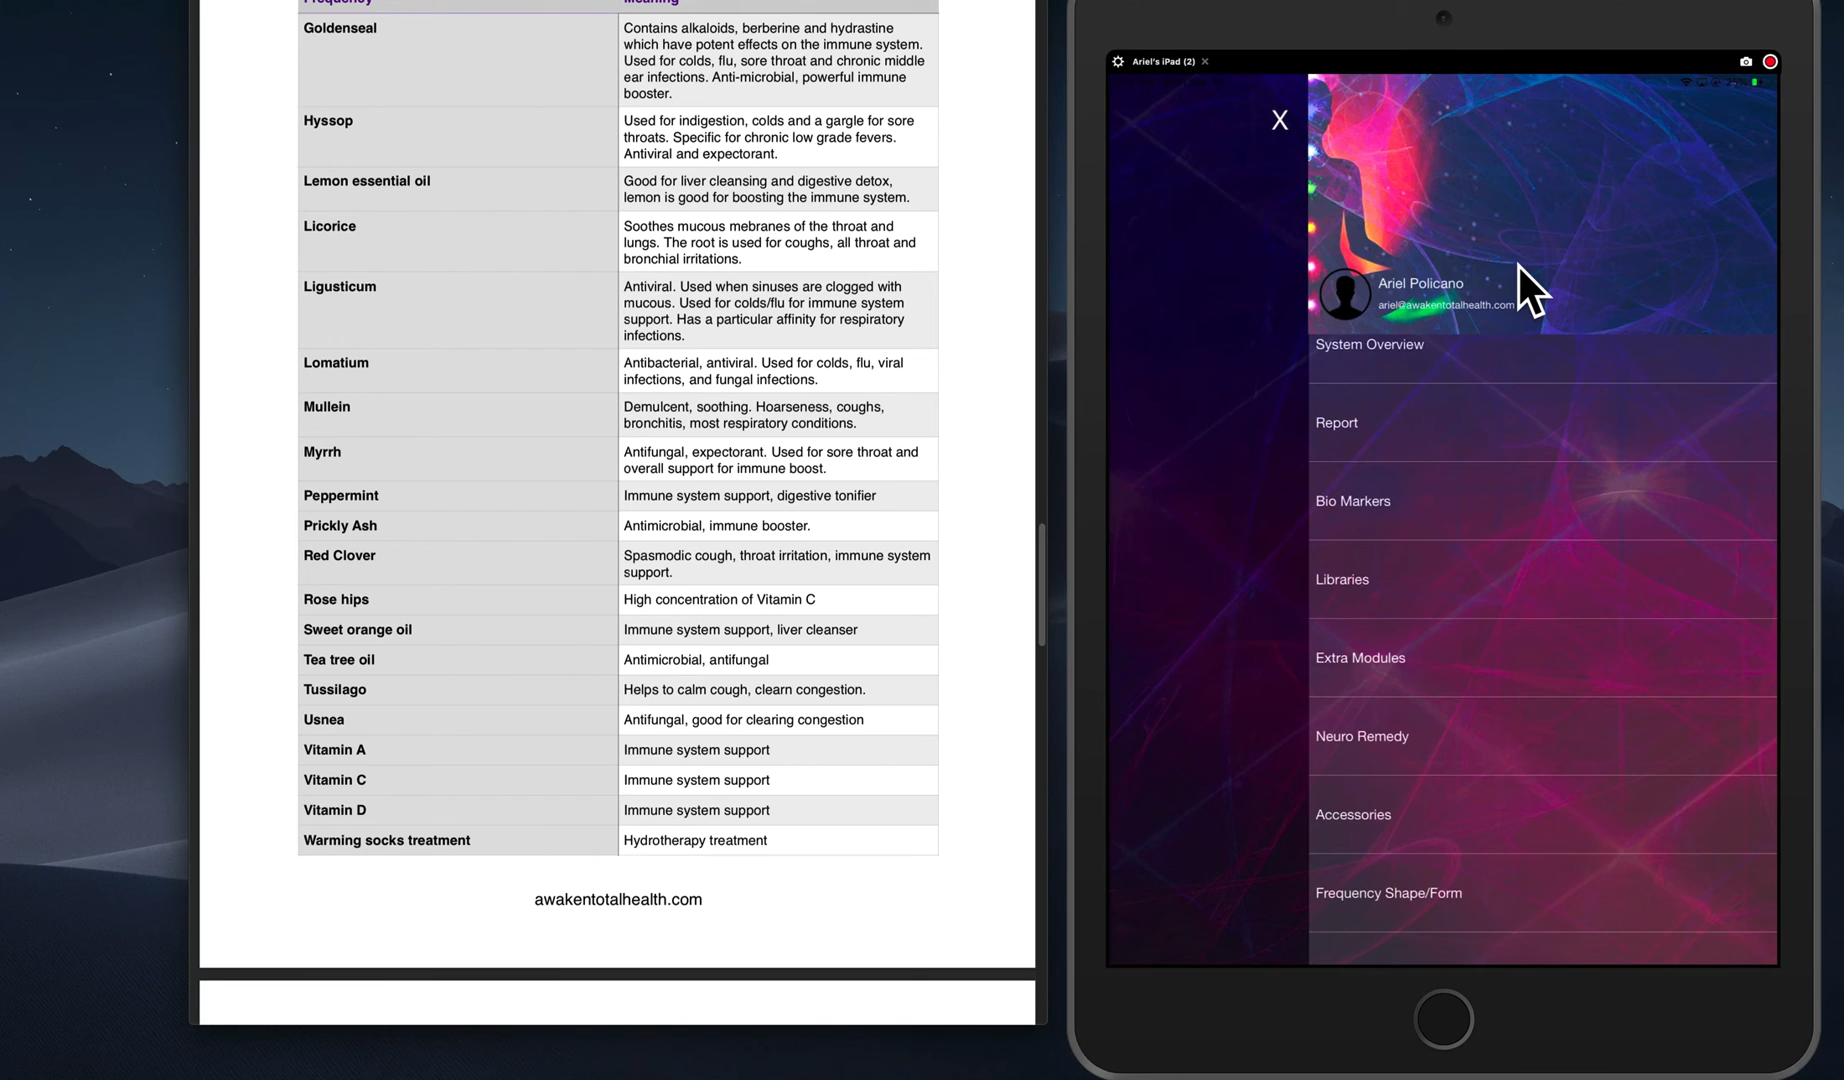 Frequency
Meaning
Goldenseal
Contains alkaloids, berberine and hydrastine
which have potent effects on the immune system.
Used for colds, flu, sore throat and chronic middle
ear infections. Anti-microbial, powerful immune
booster.
Hyssop
Used for indigestion, colds and a gargle for sore
throats. Specific for chronic low grade fevers.
Antiviral and expectorant.
Lemon essential oil
Good for liver cleansing and digestive detox,
lemon is good for boosting the immune system.
Licorice
Soothes mucous mebranes of the throat and
lungs. The root is used for coughs, all throat and
bronchial irritations.
Ligusticum
Antiviral. Used when sinuses are clogged with
mucous. Used for colds/flu for immune system
support. Has a particular affinity for respiratory
infections.
Lomatium
Antibacterial, antiviral. Used for colds, flu, viral
infections, and fungal infections.
Mullein
Demulcent, soothing. Hoarseness, coughs,
bronchitis, most respiratory conditions.
Myrrh
Antifungal, expectorant. Used for sore throat and
overall support for immune boost.
Peppermint
Immune system support, digestive tonifier
Prickly Ash
Antimicrobial, immune booster.
Red Clover
Spasmodic cough, throat irritation, immune system
support.
Rose hips
High concentration of Vitamin C
Sweet orange oil
Immune system support, liver cleanser
Tea tree oil
Antimicrobial, antifungal
Tussilago
Helps to calm cough, clearn congestion.
Usnea
Antifungal, good for clearing congestion
Vitamin A
Immune system support
Vitamin C
Immune system support
Vitamin D
Immune system support
Warming socks treatment
Hydrotherapy treatment
awakentotalhealth.com
Ariel's iPad (2)
X
Ariel Policano
ariel@awakentotalhealth.com
System Overview
Report
Bio Markers
Libraries
Extra Modules
Neuro Remedy
Accessories
Frequency Shape/Form